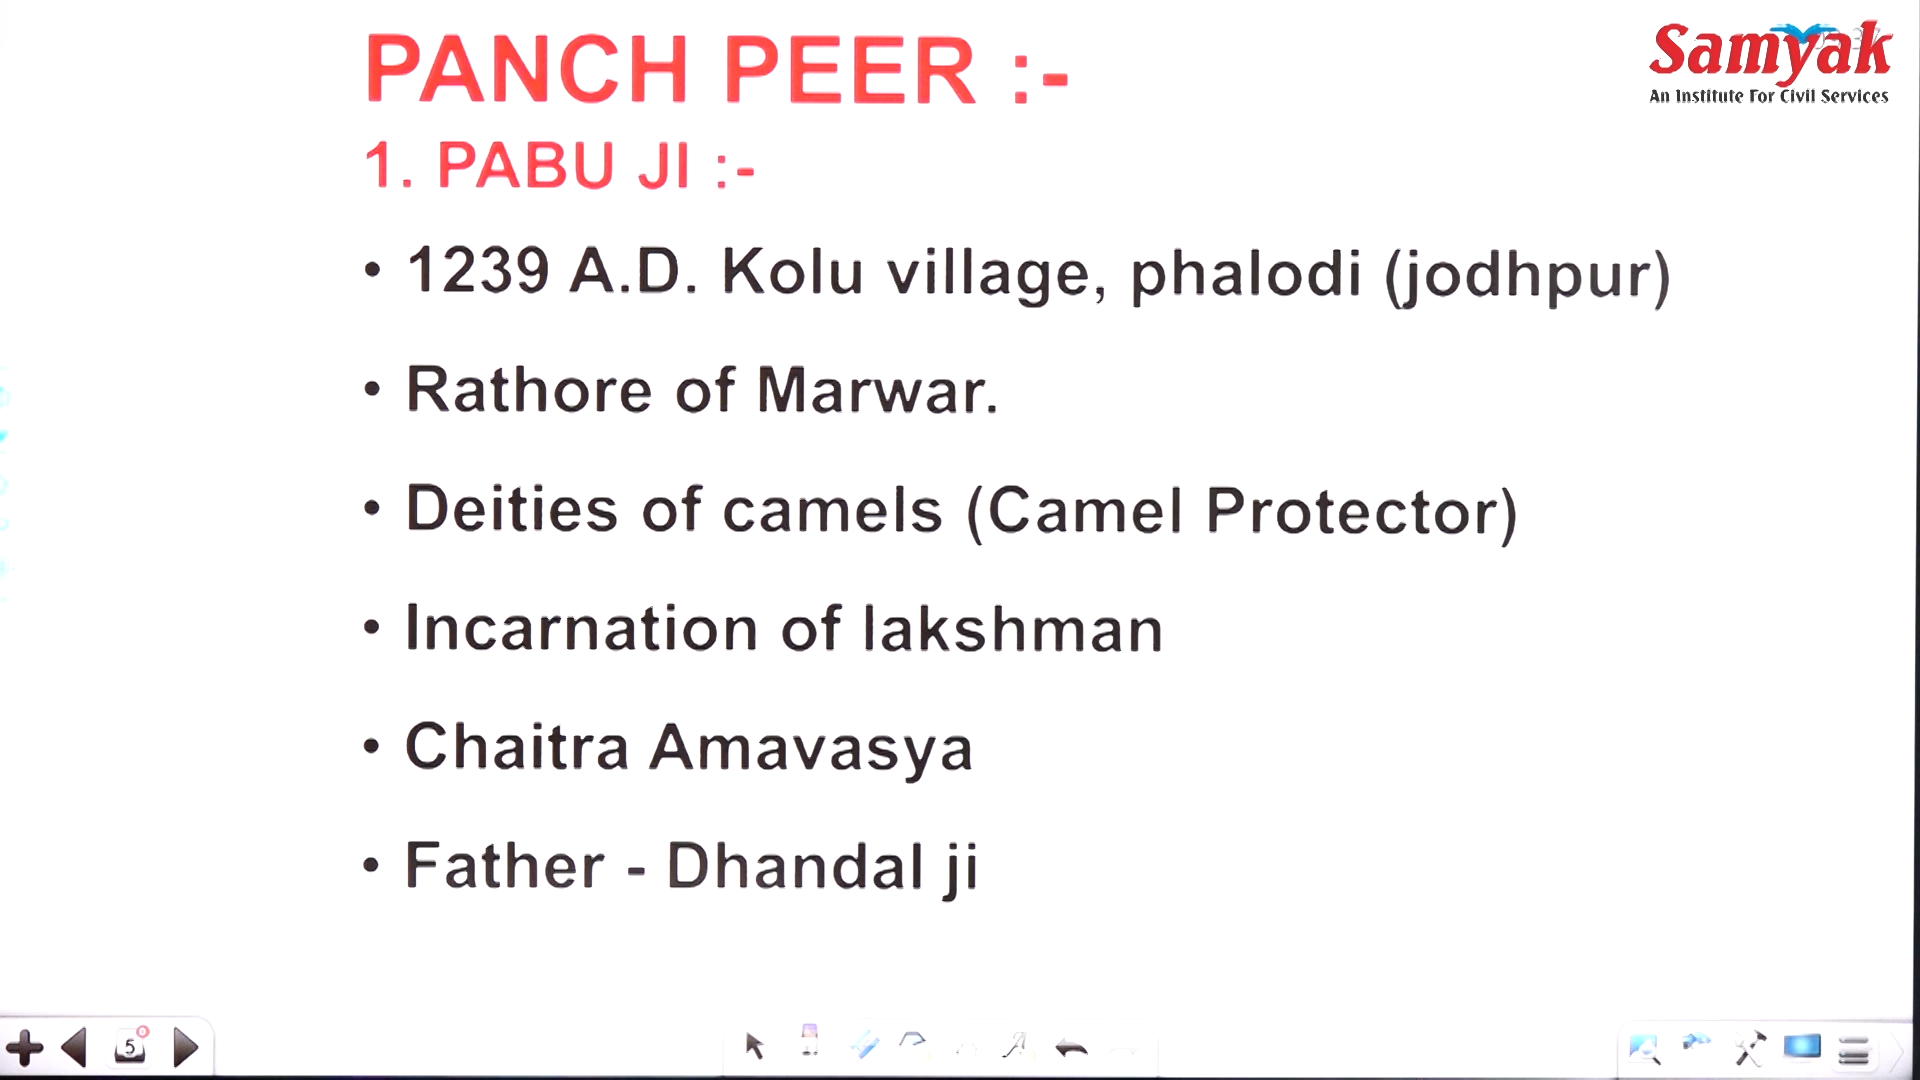 PANCH PEER :-
Samyak
An Institute For Civil Services
1. PABU JI :-
• 1239 A.D. Kolu village, phalodi (jodhpur)
• Rathore of Marwar.
• Deities of camels (Camel Protector)
• Incarnation of lakshman
• Chaitra Amavasya
• Father - Dhandal ji
5